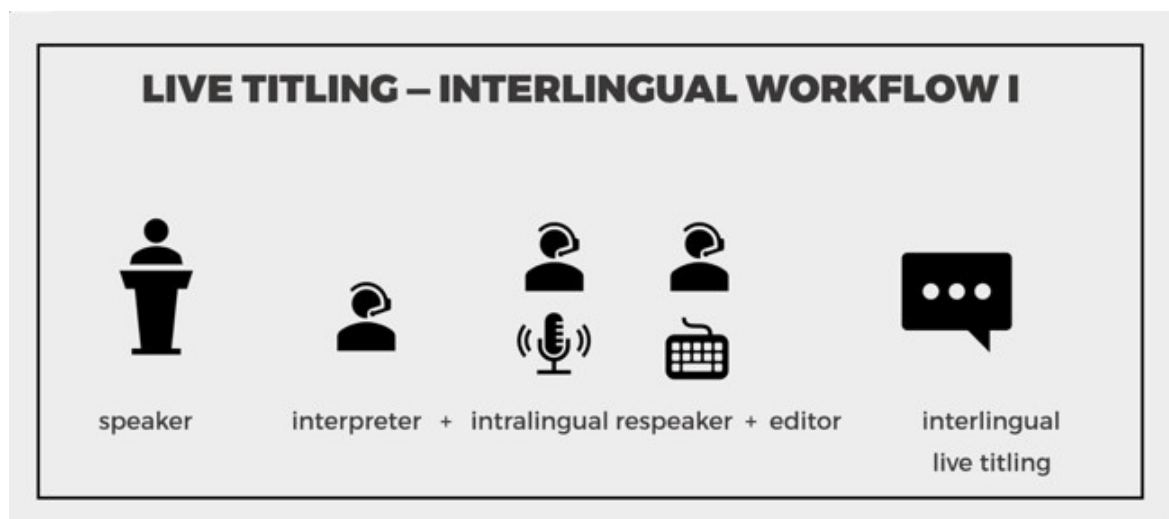 LIVE TITLING – INTERLINGUAL WORKFLOW I
speaker
interpreter + intralingual respeaker + editor
interlingual
live titling